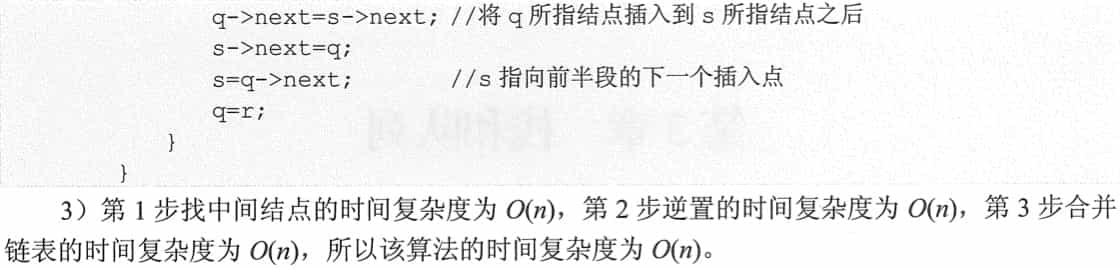 q->next=s->next; //将 q 所指结点插入到 s 所指结点之后
s->next=q;
s=q->next; //s 指向前半段的下一个插入点
q=r;
}
}
3）第 1 步找中间结点的时间复杂度为 O(n)，第 2 步逆置的时间复杂度为 O(n)，第 3 步合并
链表的时间复杂度为 O(n)，所以该算法的时间复杂度为 O(n)。